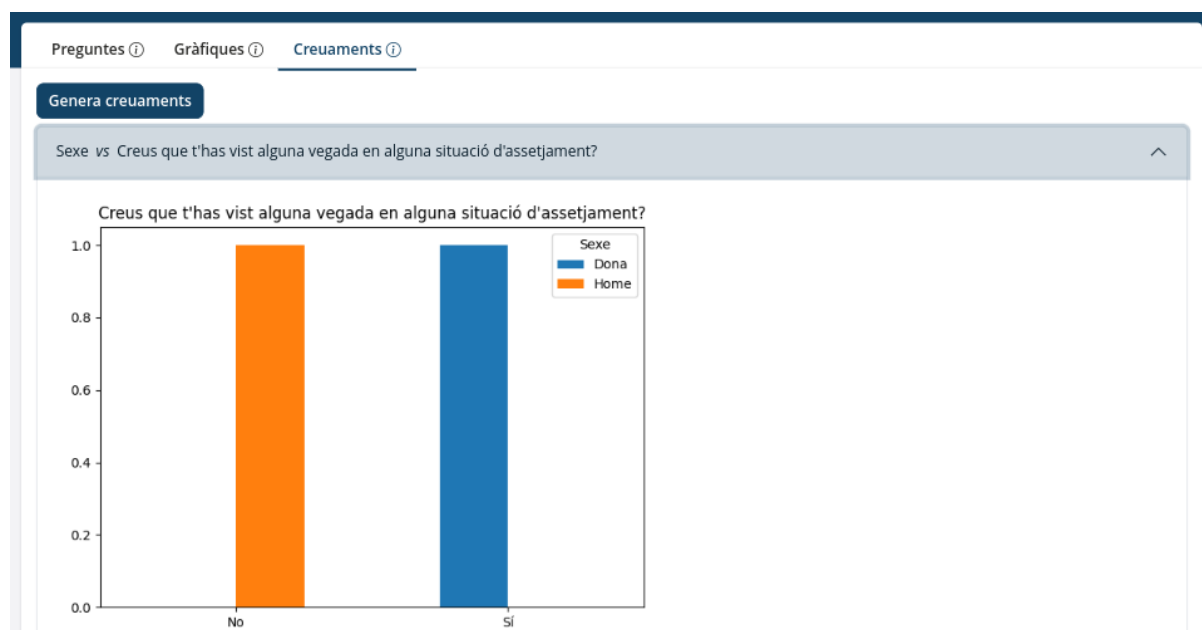 Preguntes ⓘ Gràfiques ⓘ Creuaments ⓘ
Genera creuaments
Sexe vs Creus que t'has vist alguna vegada en alguna situació d'assetjament?
Creus que t'has vist alguna vegada en alguna situació d'assetjament?
Sexe
Dona
Home
1.0
0.8
0.6
0.4
0.2
0.0
No Sí